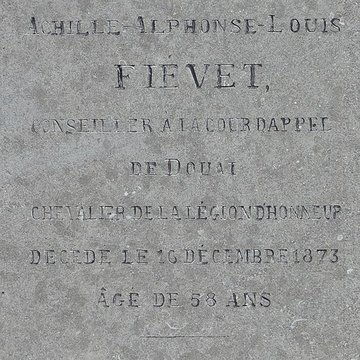 ACHILLE-ALPHONSE-LOUIS
FIÉVET,
CONSEILLER A LA COUR D'APPEL
DE DOUAI
CHEVALIER DE LA LÉGION D'HONNEUR
DÉCÉDÉ LE 16 DÉCEMBRE 1873
ÂGÉ DE 58 ANS